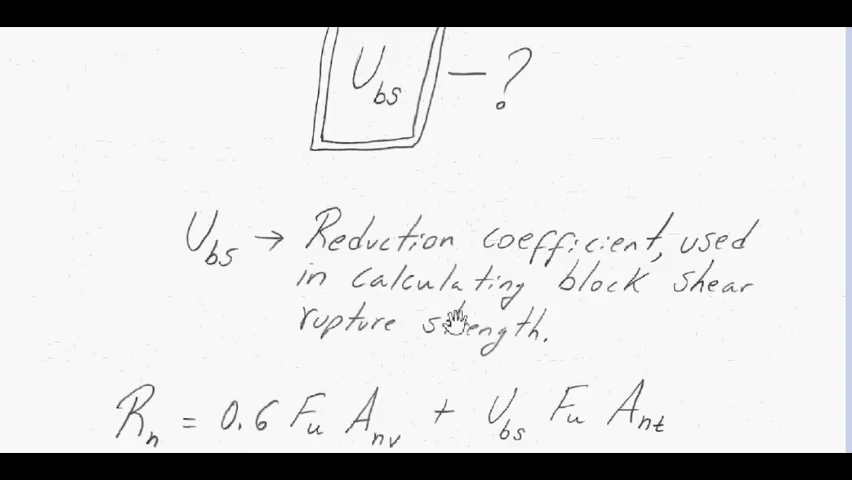 U_bs — ?
U_bs → Reduction coefficient, used
in calculating block shear
rupture strength.
R_n = 0.6 F_u A_nv + U_bs F_u A_nt